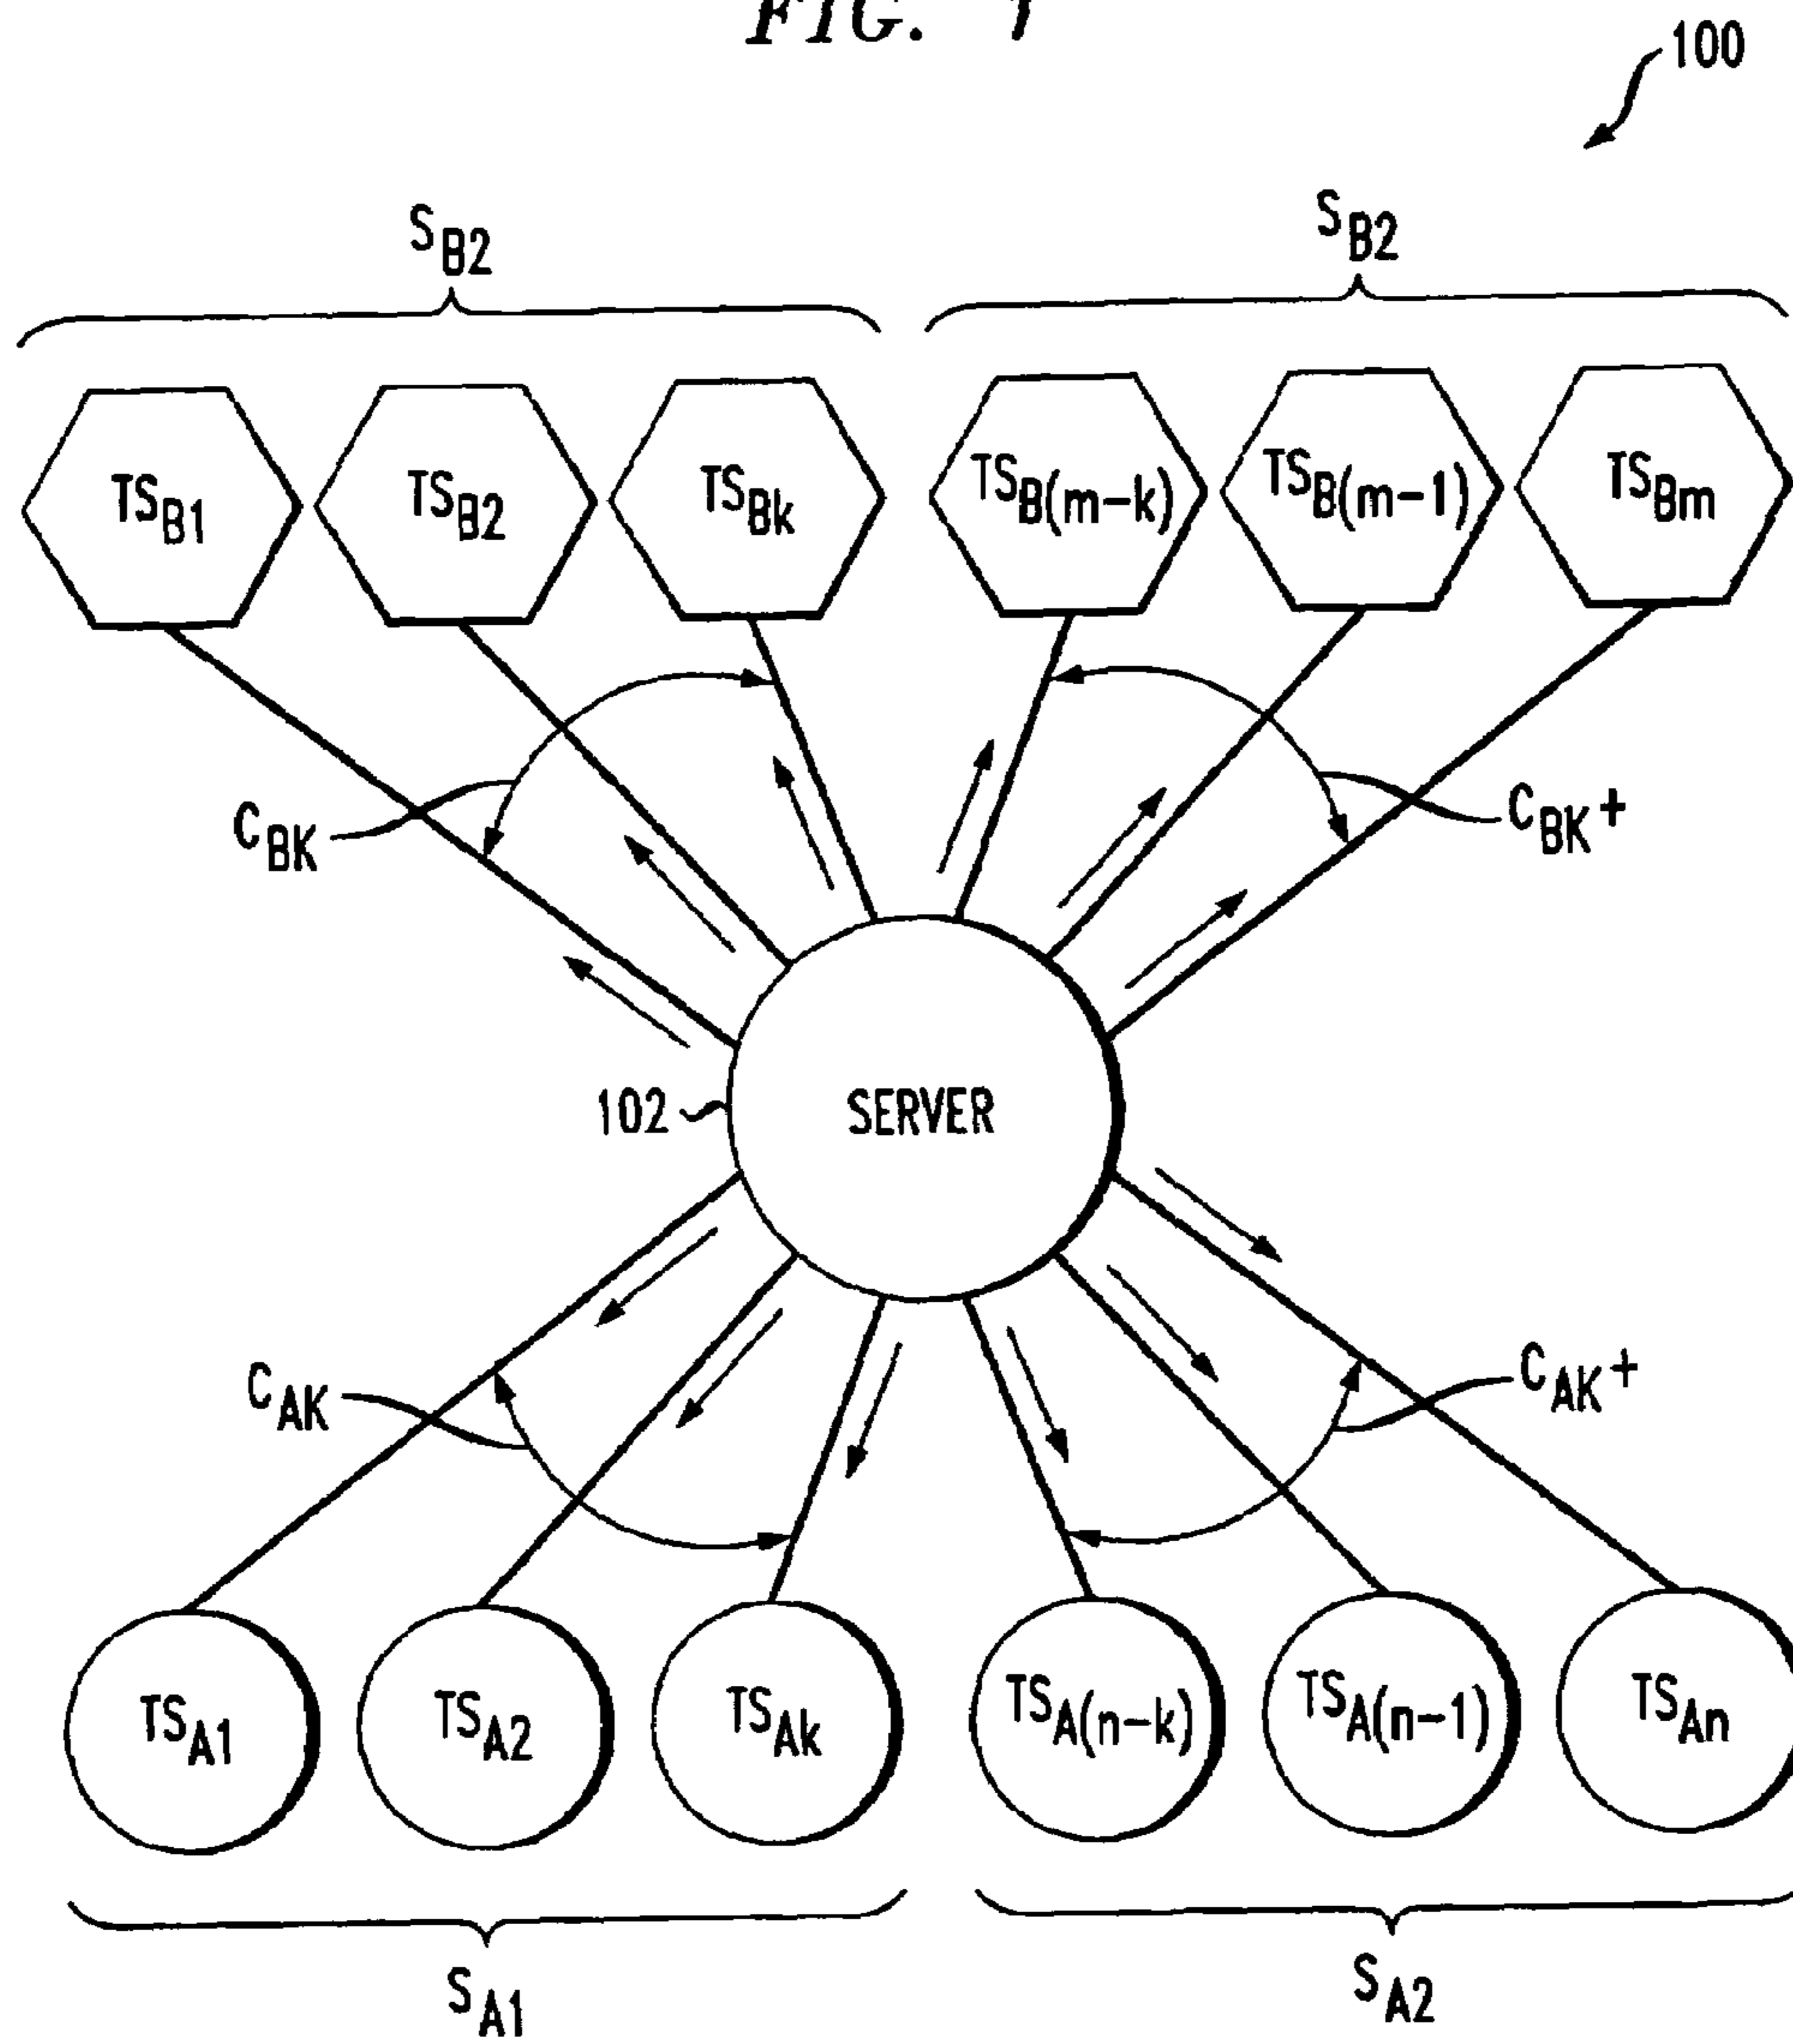 FIG. 1
100
S_B2 S_B2
TS_B1 TS_B2 TS_Bk TS_B(m-k) TS_B(m-1) TS_Bm
C_BK C_BK+
102 SERVER
C_AK C_AK+
TS_A1 TS_A2 TS_Ak TS_A(n-k) TS_A(n-1) TS_An
S_A1 S_A2